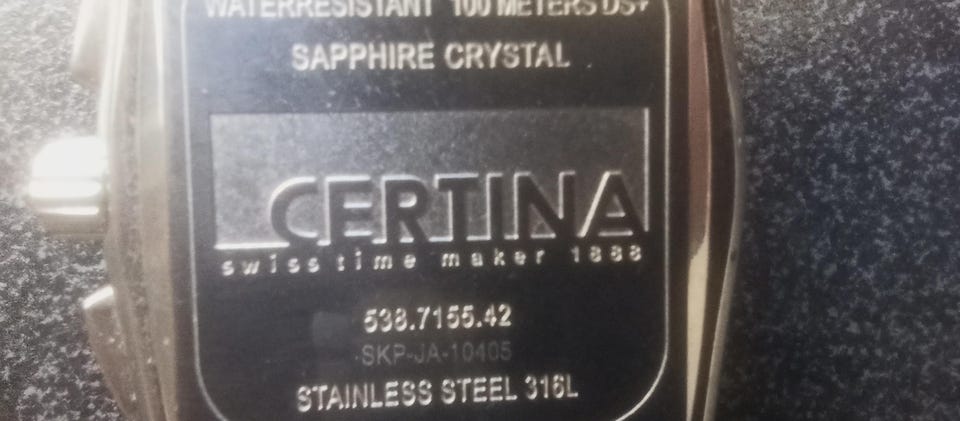 WATERRESISTANT 100 METERS DS+
SAPPHIRE CRYSTAL
CERTINA
swiss time maker 1888
538.7155.42
SKP-JA-10405
STAINLESS STEEL 316L